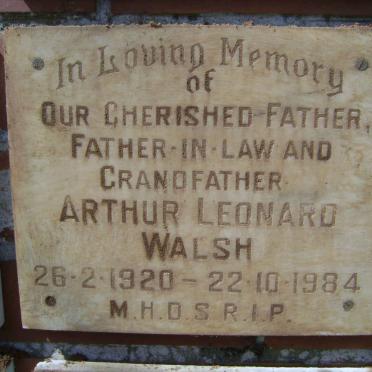 In Loving Memory
of
OUR CHERISHED FATHER,
FATHER-IN-LAW AND
GRANDFATHER
ARTHUR LEONARD
WALSH
26-2-1920 - 22-10-1984
M.H.D.S R.I.P.